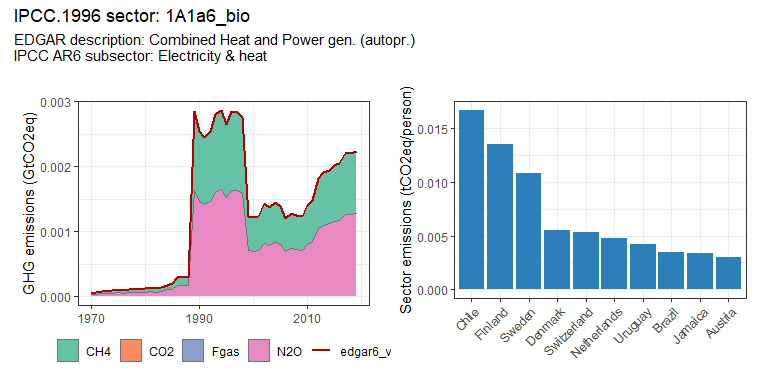 IPCC.1996 sector: 1A1a6_bio
EDGAR description: Combined Heat and Power gen. (autopr.)
IPCC AR6 subsector: Electricity & heat
GHG emissions (GtCO2eq)
0.003
0.002
0.001
0.000
1970
1990
2010
CH4
CO2
Fgas
N2O
edgar6_v
Sector emissions (tCO2eq/person)
0.015
0.010
0.005
0.000
Chile
Finland
Sweden
Denmark
Switzerland
Netherlands
Uruguay
Brazil
Jamaica
Austria